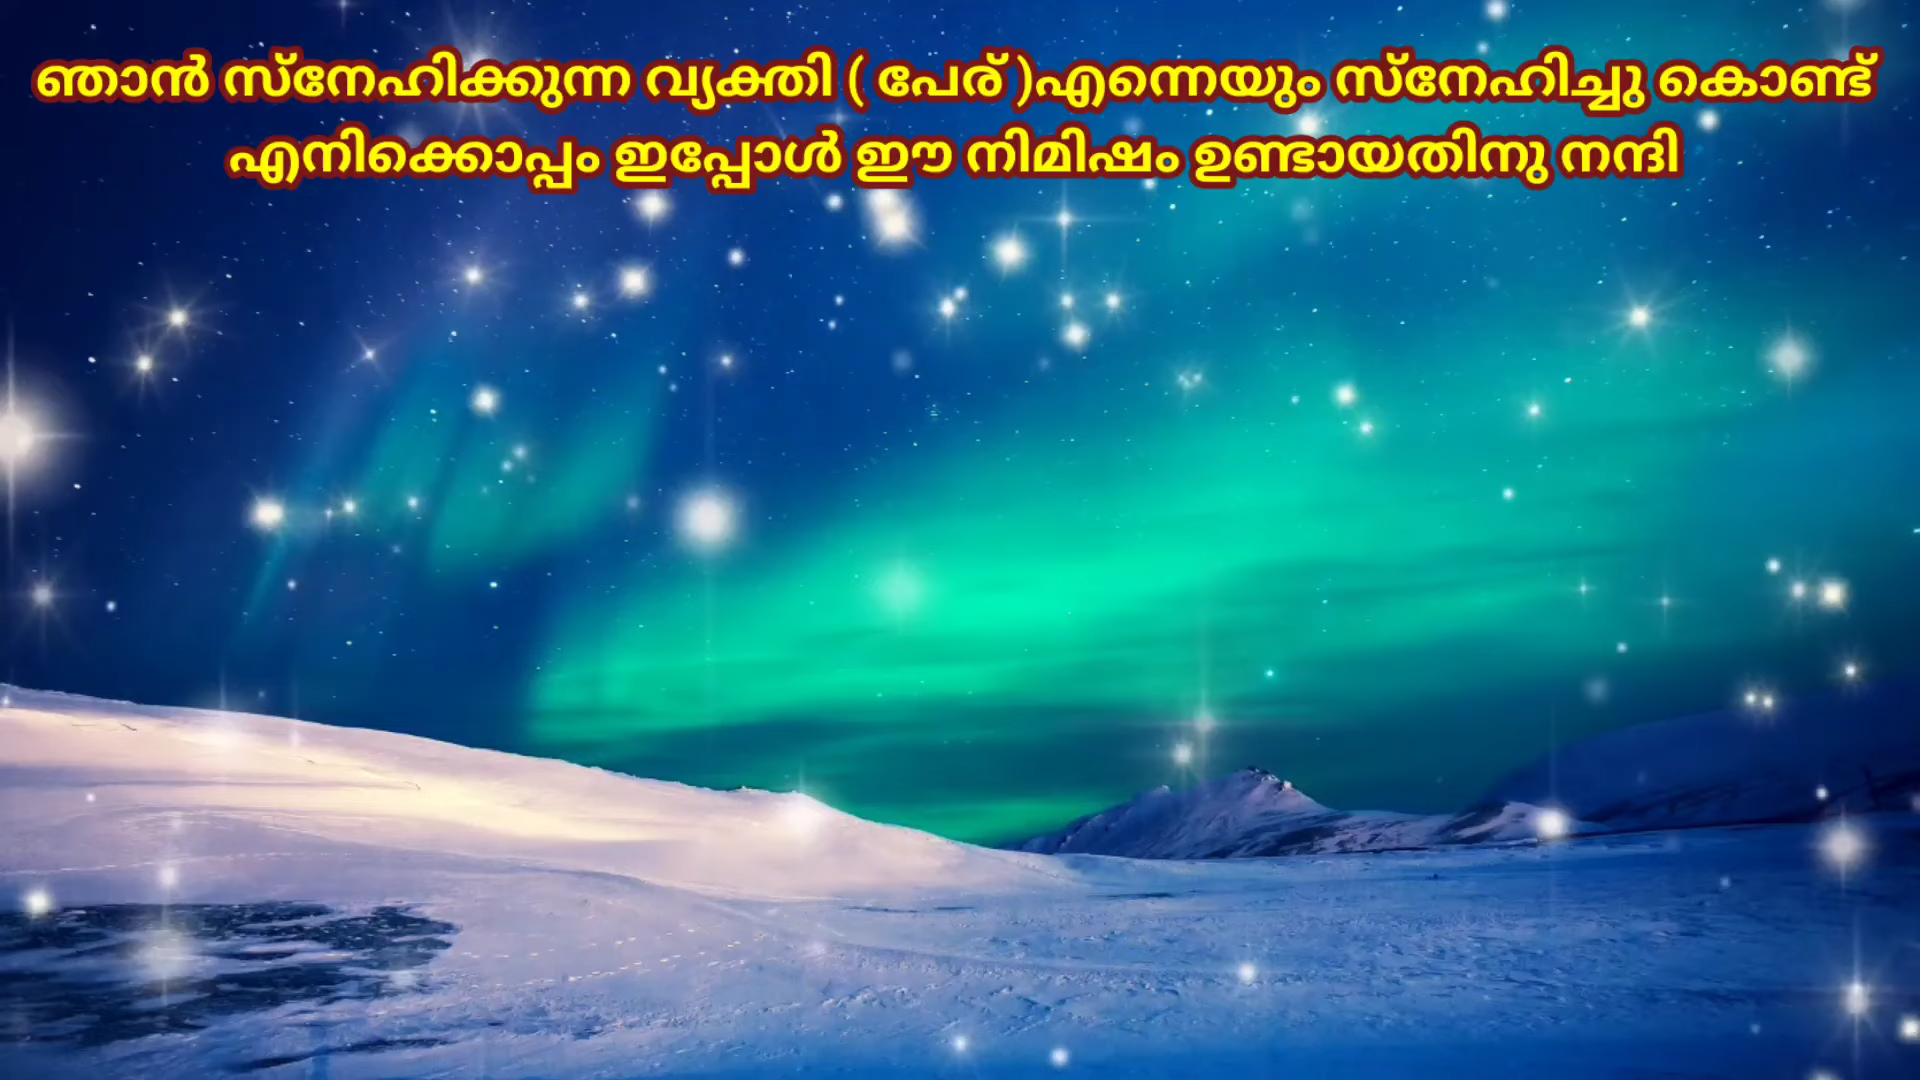 ഞാൻ സ്നേഹിക്കുന്ന വ്യക്തി ( പേര് )എന്നെയും സ്നേഹിച്ചു കൊണ്ട്
എനിക്കൊപ്പം ഇപ്പോൾ ഈ നിമിഷം ഉണ്ടായതിനു നന്ദി